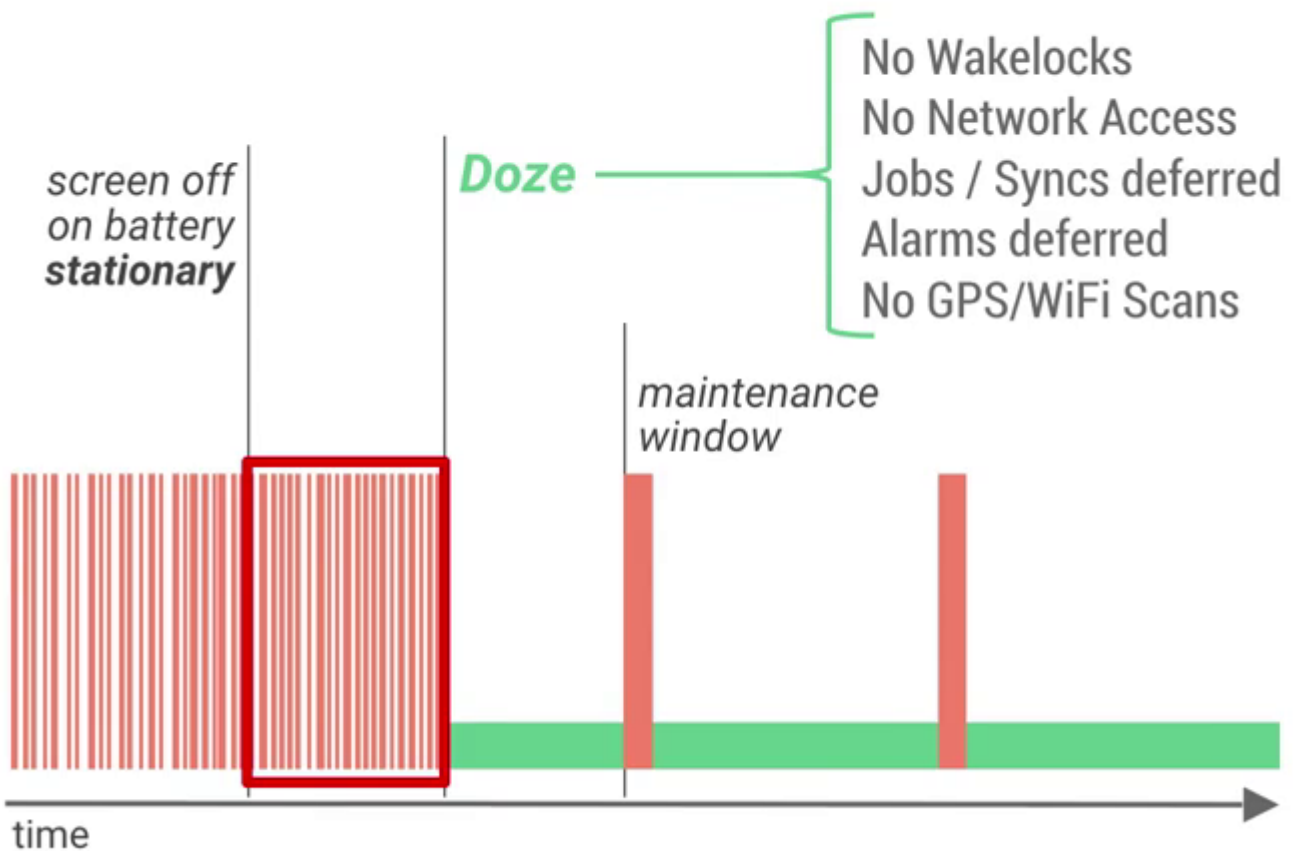 screen off
on battery
stationary
Doze
No Wakelocks
No Network Access
Jobs / Syncs deferred
Alarms deferred
No GPS/WiFi Scans
maintenance
window
time